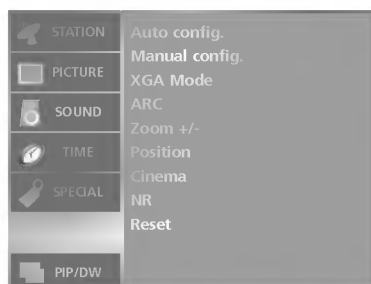 STATION
PICTURE
SOUND
TIME
SPECIAL
PIP/DW
Auto config.
Manual config.
XGA Mode
ARC
Zoom +/-
Position
Cinema
NR
Reset